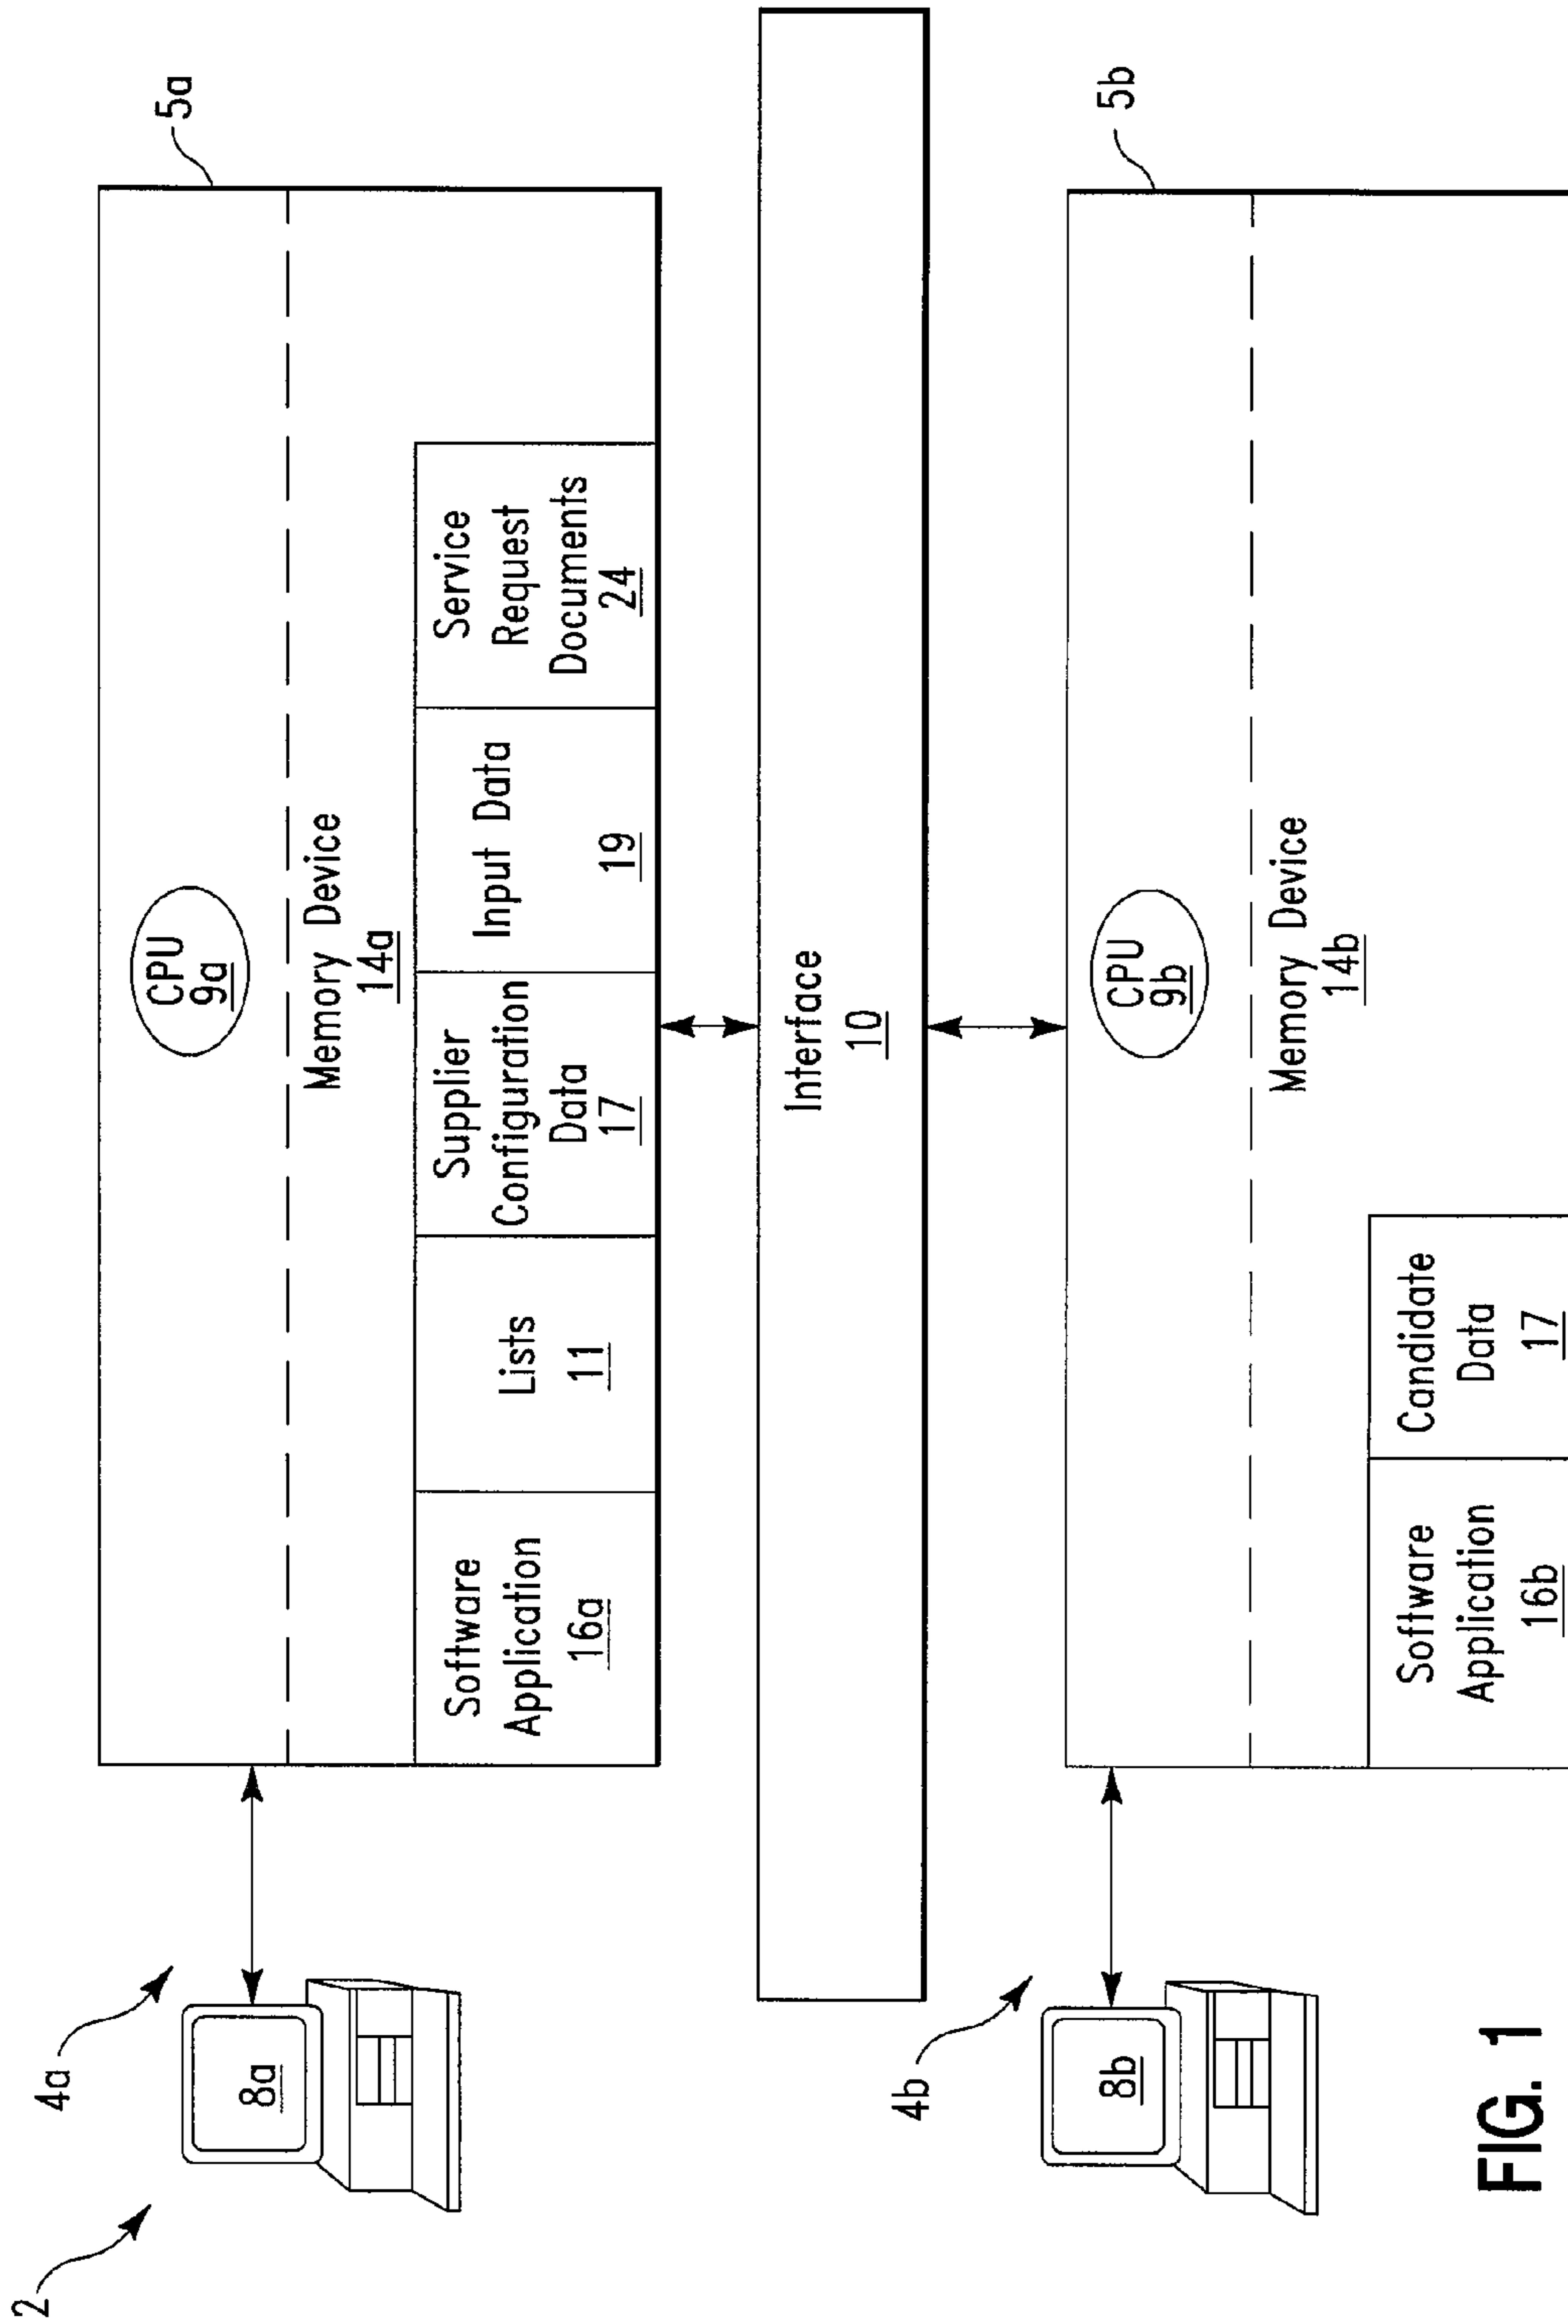 2
4a
8a
5a
CPU
9a
Memory Device
14a
Software
Application
16a
Lists
11
Supplier
Configuration
Data
17
Input Data
19
Service
Request
Documents
24
Interface
10
4b
8b
5b
CPU
9b
Memory Device
14b
Software
Application
16b
Candidate
Data
17
FIG. 1